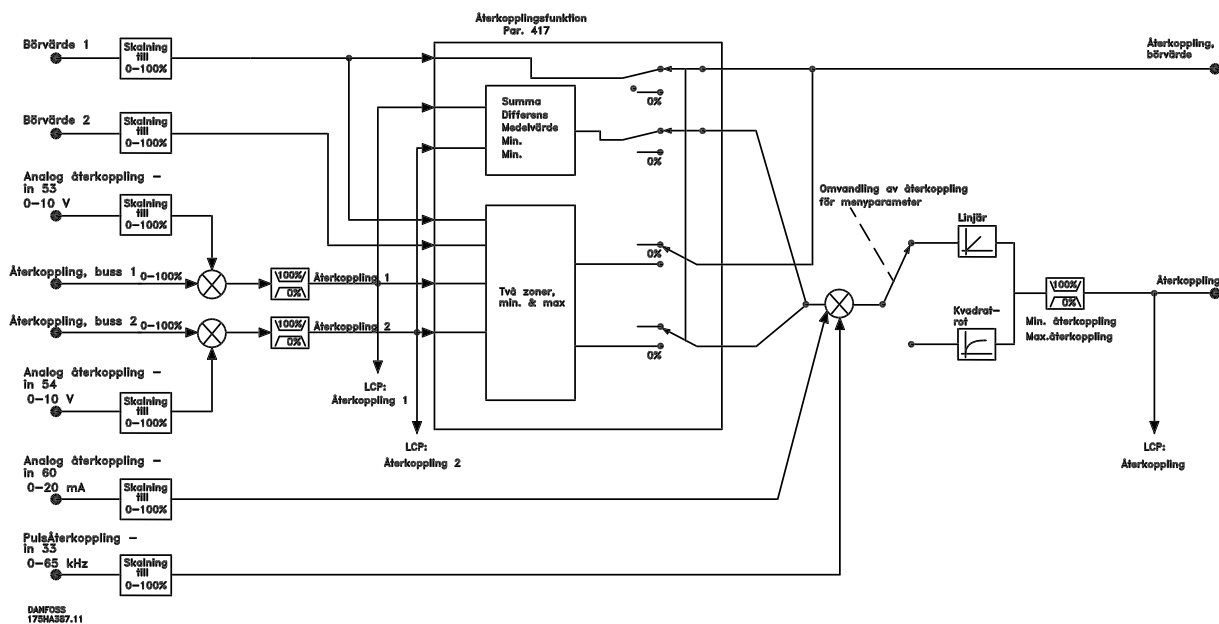 Återkopplingsfunktion
Par. 417
Börvärde 1
Skalning
till
0-100%
Återkoppling,
börvärde
0%
Summa
Differens
Medelvärde
Min.
Min.
Börvärde 2
Skalning
till
0-100%
0%
Analog återkoppling -
in 53
0-10 V
Skalning
till
0-100%
Omvandling av återkoppling
för menyparameter
Linjär
0%
Återkoppling, buss 1
0-100%
100%
0%
Återkoppling 1
Två zoner,
min. & max
Återkoppling
100%
0%
Min. återkoppling
Max.återkoppling
Kvadrat-
rot
Återkoppling, buss 2
0-100%
100%
0%
Återkoppling 2
0%
Analog återkoppling -
in 54
0-10 V
Skalning
till
0-100%
LCP:
Återkoppling 1
LCP:
Återkoppling 2
LCP:
Återkoppling
Analog återkoppling -
in 60
0-20 mA
Skalning
till
0-100%
PulsÅterkoppling -
in 33
0-65 kHz
Skalning
till
0-100%
DANFOSS
175HA387.11